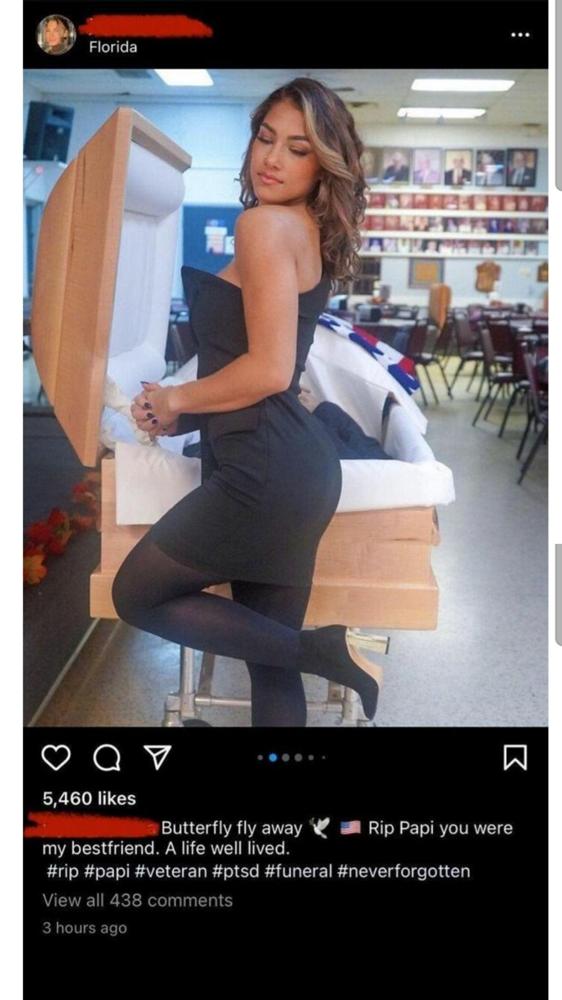 Florida
5,460 likes
Butterfly fly away 🕊️ 🇺🇸 Rip Papi you were
my bestfriend. A life well lived.
#rip #papi #veteran #ptsd #funeral #neverforgotten
View all 438 comments
3 hours ago